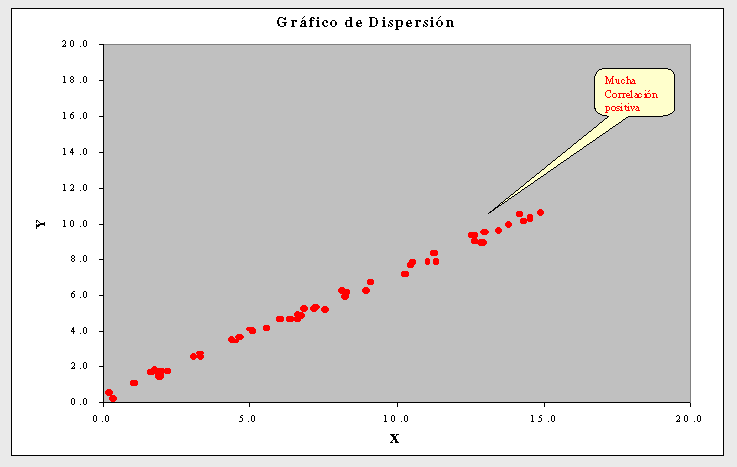 Gráfico de Dispersión
20.0
18.0
16.0
14.0
12.0
10.0
8.0
6.0
4.0
2.0
0.0
Y
Mucha
Correlación
positiva
0.0 5.0 10.0 15.0 20.0
X